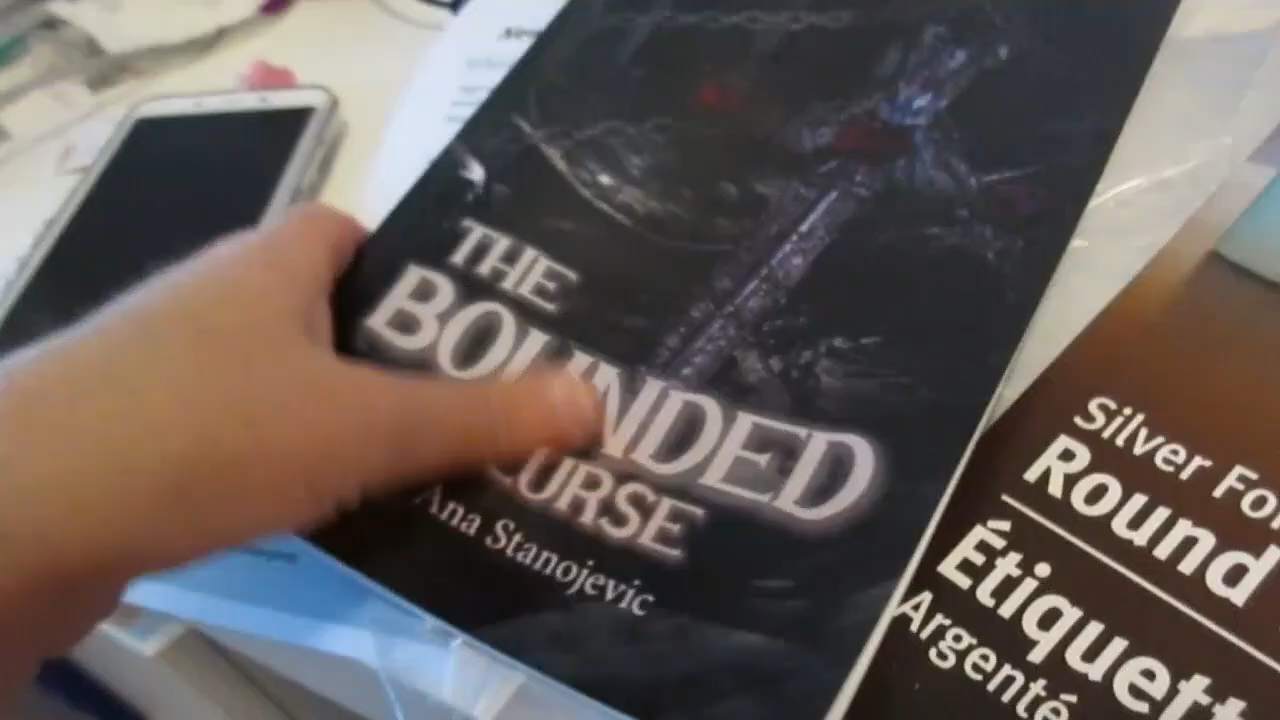 THE
BOUNDED
CURSE
Ana Stanojevic
Silver Fo
Round
Étiquett
Argenté